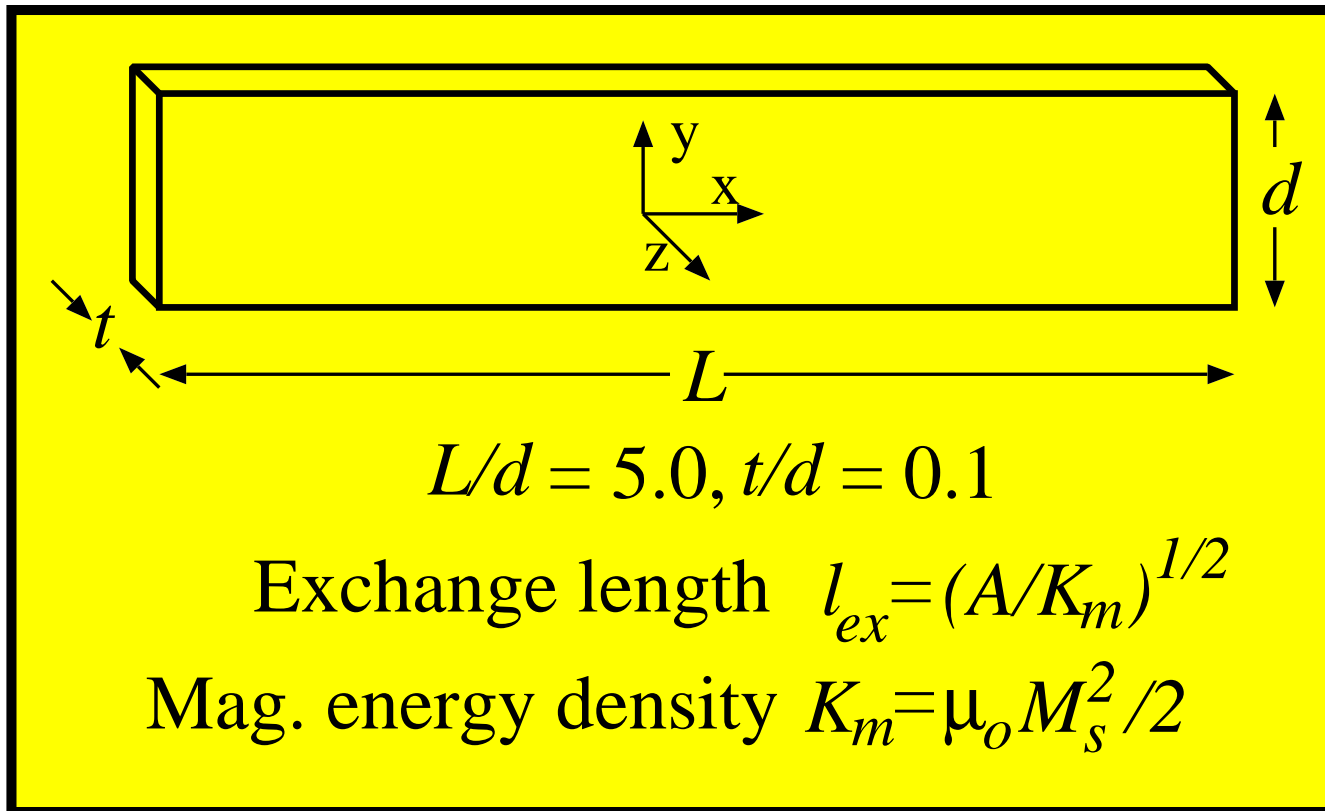 y
x
z
d
t
L
L/d = 5.0, t/d = 0.1
Exchange length l_ex=(A/K_m)^1/2
Mag. energy density K_m=μ_o M_s^2/2